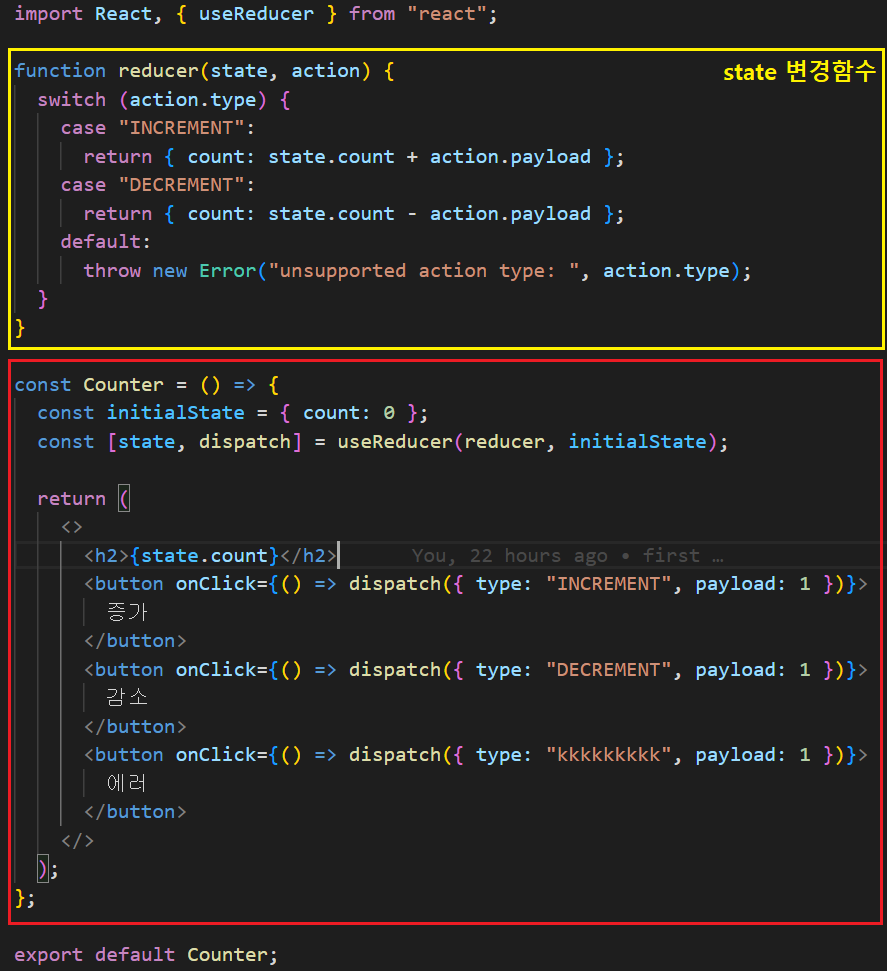 import React, { useReducer } from "react";
function reducer(state, action) {
state 변경함수
  switch (action.type) {
    case "INCREMENT":
      return { count: state.count + action.payload };
    case "DECREMENT":
      return { count: state.count - action.payload };
    default:
      throw new Error("unsupported action type: ", action.type);
  }
}
const Counter = () => {
  const initialState = { count: 0 };
  const [state, dispatch] = useReducer(reducer, initialState);
  return (
    <>
      <h2>{state.count}</h2> You, 22 hours ago • first …
      <button onClick={() => dispatch({ type: "INCREMENT", payload: 1 })}>
        증가
      </button>
      <button onClick={() => dispatch({ type: "DECREMENT", payload: 1 })}>
        감소
      </button>
      <button onClick={() => dispatch({ type: "kkkkkkkkk", payload: 1 })}>
        에러
      </button>
    </>
  );
};
export default Counter;